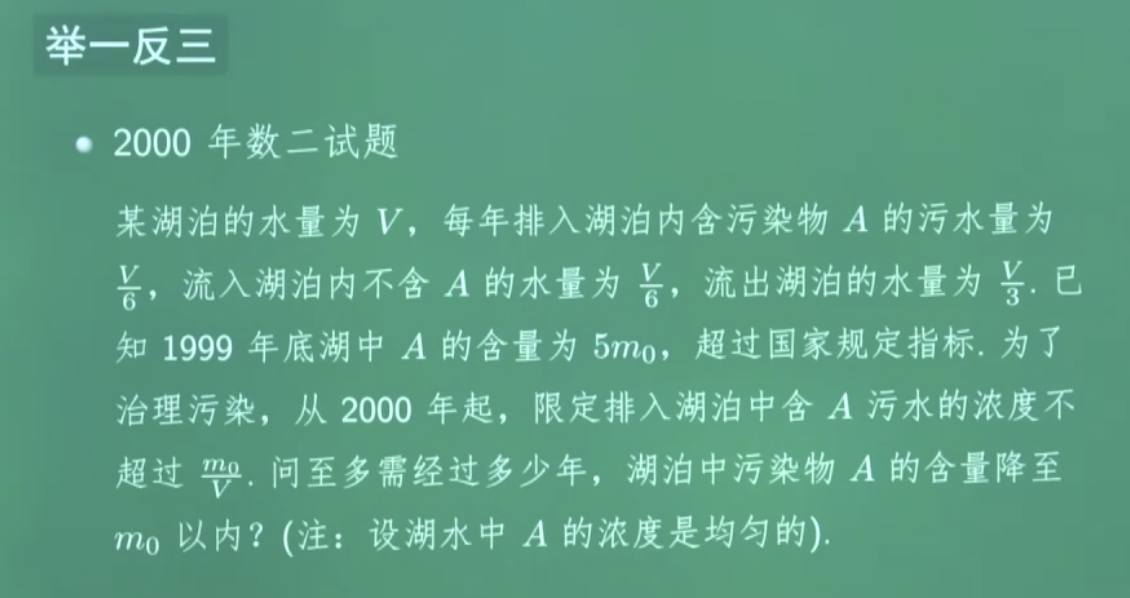 举一反三
2000 年数二试题
某湖泊的水量为 V，每年排入湖泊内含污染物 A 的污水量为
V/6，流入湖泊内不含 A 的水量为 V/6，流出湖泊的水量为 V/3. 已
知 1999 年底湖中 A 的含量为 5m₀，超过国家规定指标. 为了
治理污染，从 2000 年起，限定排入湖泊中含 A 污水的浓度不
超过 m₀/V. 问至多需经过多少年，湖泊中污染物 A 的含量降至
m₀ 以内？(注：设湖水中 A 的浓度是均匀的).